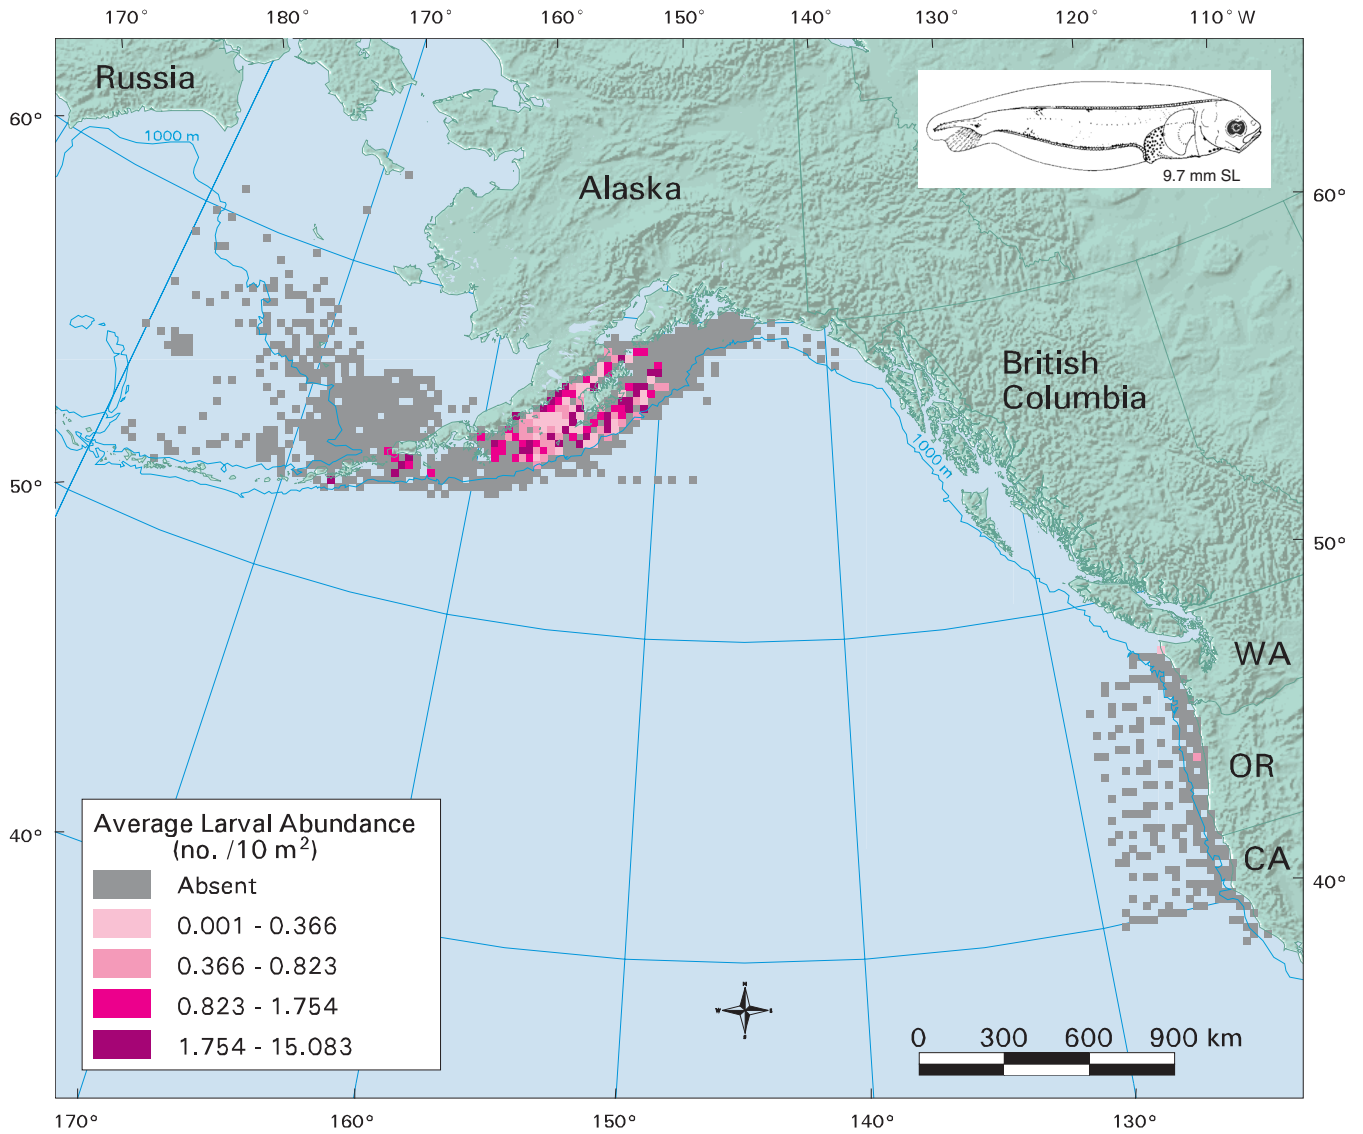 170° 180° 170° 160° 150° 140° 130° 120° 110° W
Russia
60°
1000 m
9.7 mm SL
Alaska
60°
British
Columbia
1000 m
50°
50°
WA
OR
CA
40°
40°
Average Larval Abundance
(no. /10 m²)
Absent
0.001 - 0.366
0.366 - 0.823
0.823 - 1.754
1.754 - 15.083
N
W
S
0 300 600 900 km
170° 160° 150° 140° 130°